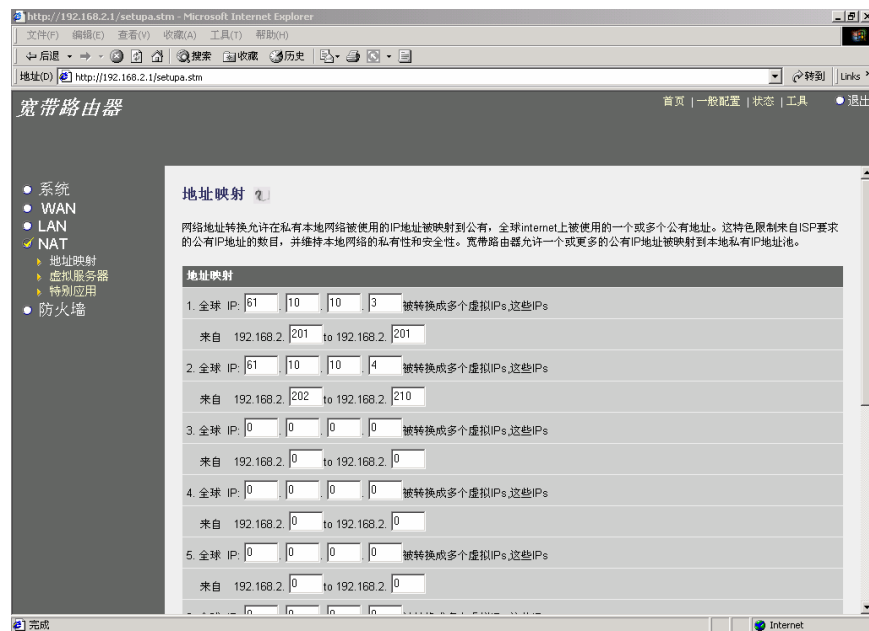 http://192.168.2.1/setupa.stm - Microsoft Internet Explorer
文件(F) 编辑(E) 查看(V) 收藏(A) 工具(T) 帮助(H)
后退 搜索 收藏 历史
地址(D) http://192.168.2.1/setupa.stm 转到 Links
宽带路由器
首页 | 一般配置 | 状态 | 工具 退出
系统
WAN
LAN
NAT
地址映射
虚拟服务器
特别应用
防火墙
地址映射
网络地址转换允许在私有本地网络被使用的IP地址被映射到公有，全球internet上被使用的一个或多个公有地址。这特色限制来自ISP要求
的公有IP地址的数目，并维持本地网络的私有性和安全性。宽带路由器允许一个或更多的公有IP地址被映射到本地私有IP地址池。
地址映射
1. 全球 IP: 61 . 10 . 10 . 3 被转换成多个虚拟IPs,这些IPs
来自 192.168.2. 201 to 192.168.2. 201
2. 全球 IP: 61 . 10 . 10 . 4 被转换成多个虚拟IPs,这些IPs
来自 192.168.2. 202 to 192.168.2. 210
3. 全球 IP: 0 . 0 . 0 . 0 被转换成多个虚拟IPs,这些IPs
来自 192.168.2. 0 to 192.168.2. 0
4. 全球 IP: 0 . 0 . 0 . 0 被转换成多个虚拟IPs,这些IPs
来自 192.168.2. 0 to 192.168.2. 0
5. 全球 IP: 0 . 0 . 0 . 0 被转换成多个虚拟IPs,这些IPs
来自 192.168.2. 0 to 192.168.2. 0
完成 Internet